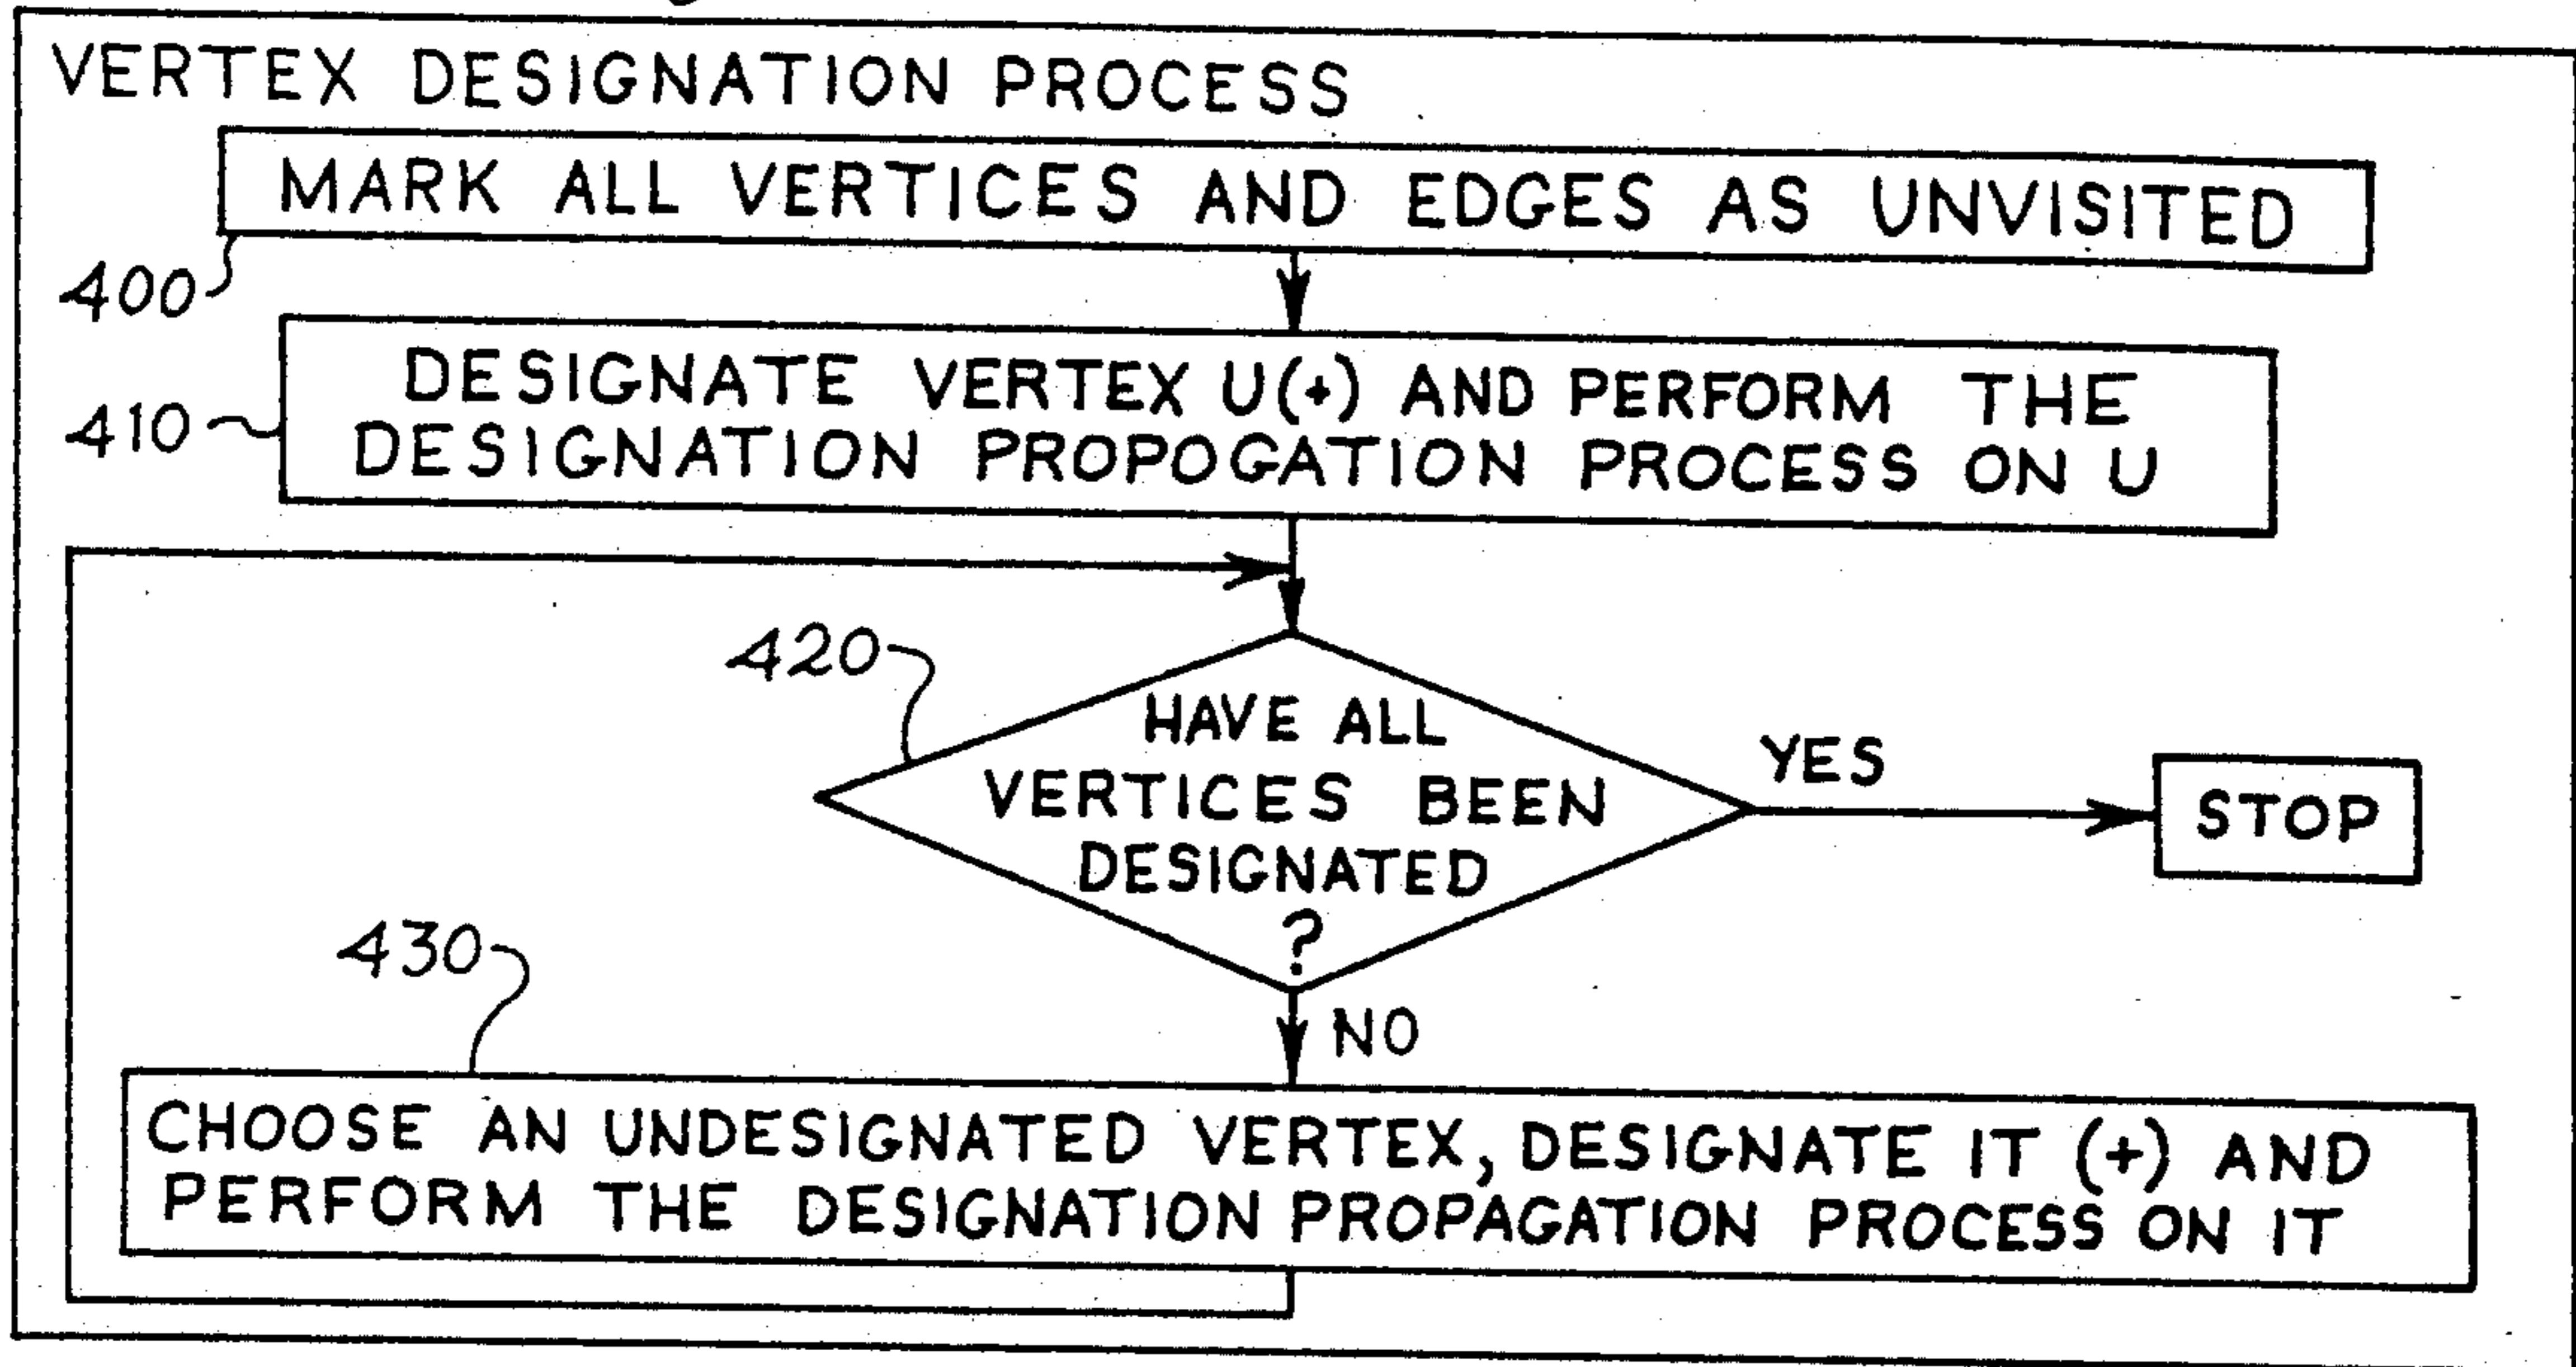 VERTEX DESIGNATION PROCESS
MARK ALL VERTICES AND EDGES AS UNVISITED
400
DESIGNATE VERTEX U(+) AND PERFORM THE
DESIGNATION PROPOGATION PROCESS ON U
410
420
HAVE ALL
VERTICES BEEN
DESIGNATED
?
YES
STOP
NO
430
CHOOSE AN UNDESIGNATED VERTEX, DESIGNATE IT (+) AND
PERFORM THE DESIGNATION PROPAGATION PROCESS ON IT